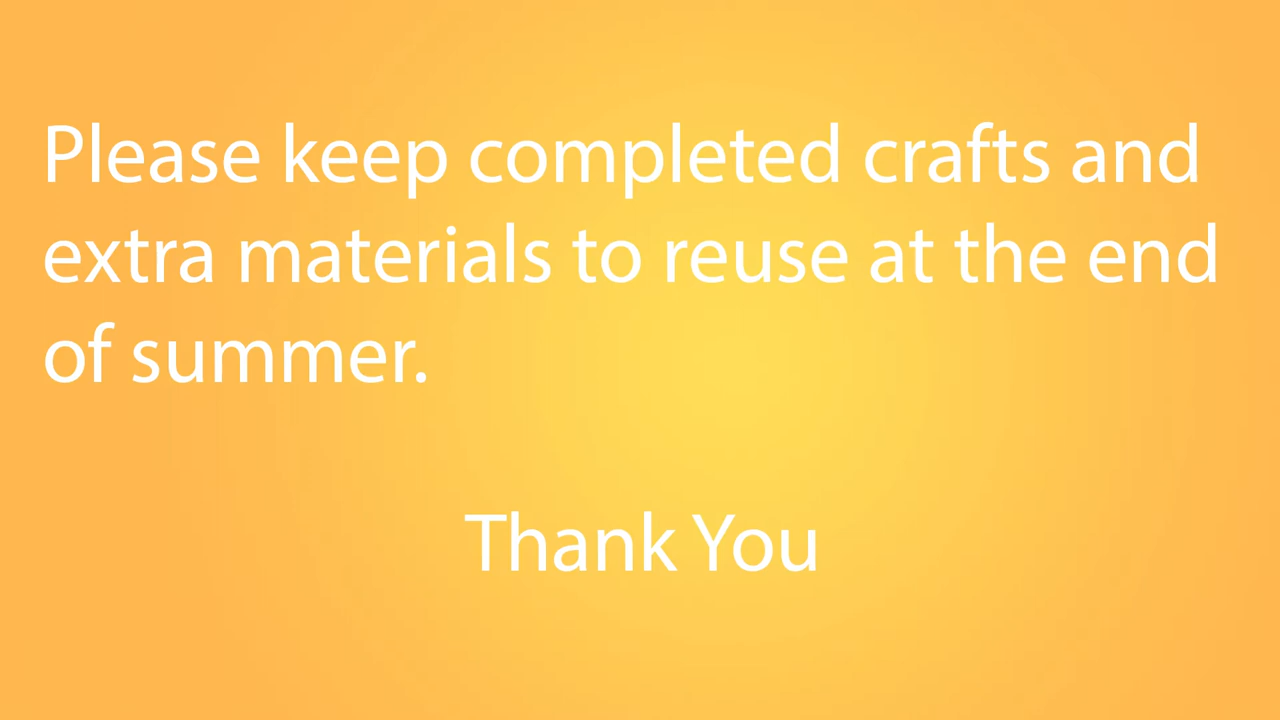 Please keep completed crafts and
extra materials to reuse at the end
of summer.
Thank You